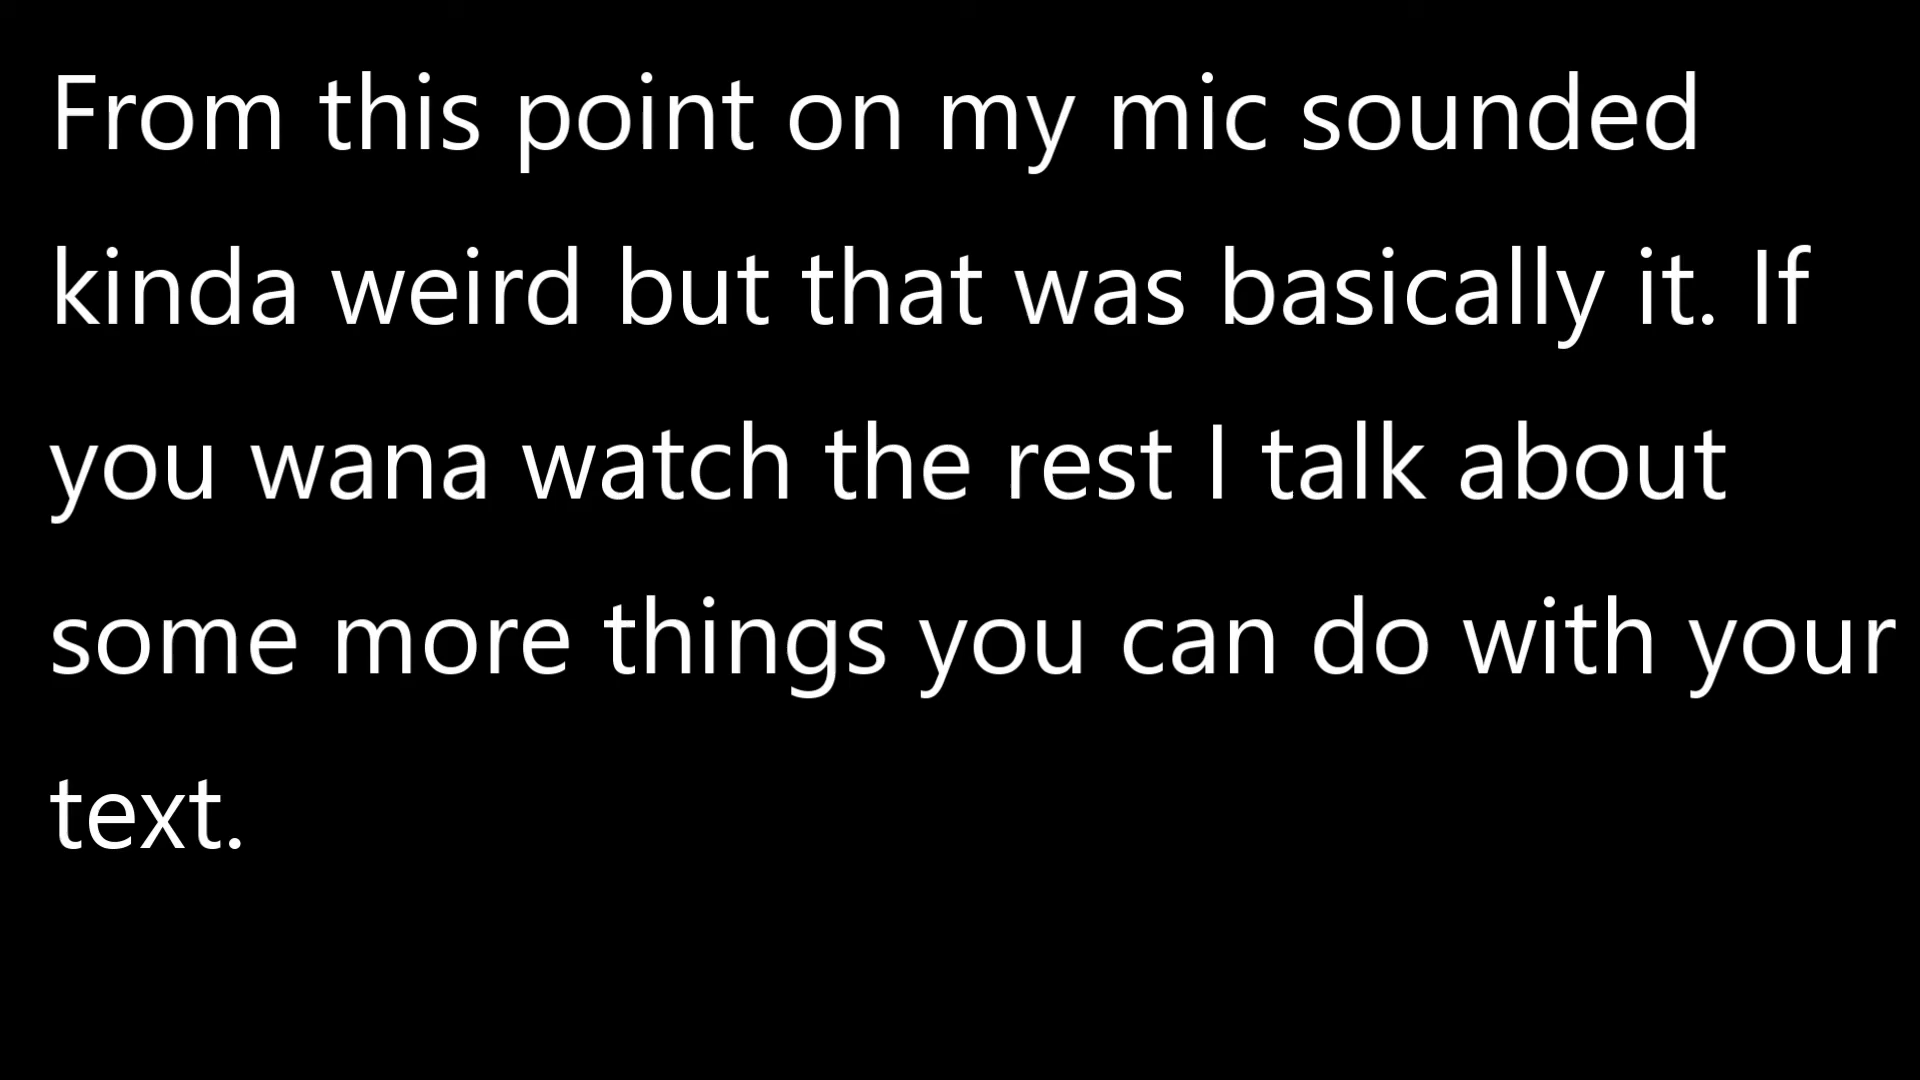 From this point on my mic sounded
kinda weird but that was basically it. If
you wana watch the rest I talk about
some more things you can do with your
text.